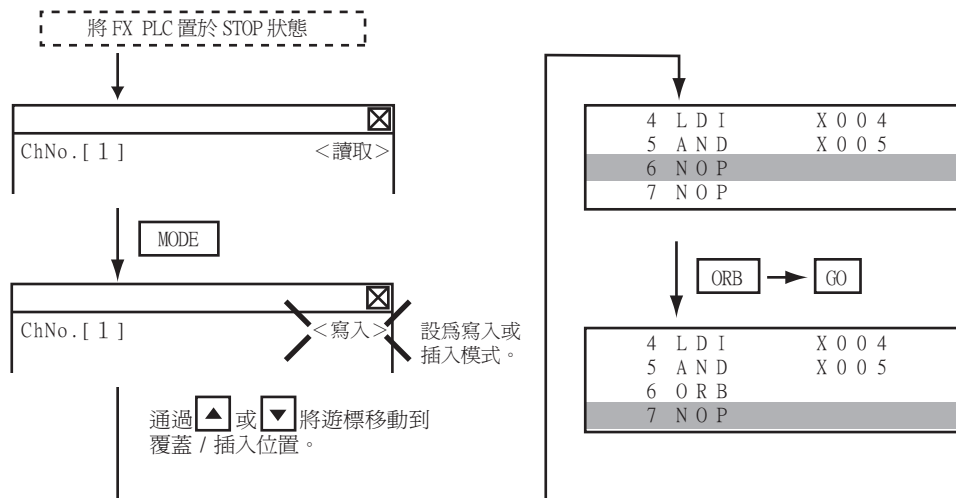 將 FX PLC 置於 STOP 狀態
ChNo.[ 1 ] <讀取>
MODE
ChNo.[ 1 ] <寫入>
設爲寫入或
插入模式。
通過 ▲ 或 ▼ 將遊標移動到
覆蓋 / 插入位置。
4 LDI X004
5 AND X005
6 NOP
7 NOP
ORB GO
4 LDI X004
5 AND X005
6 ORB
7 NOP